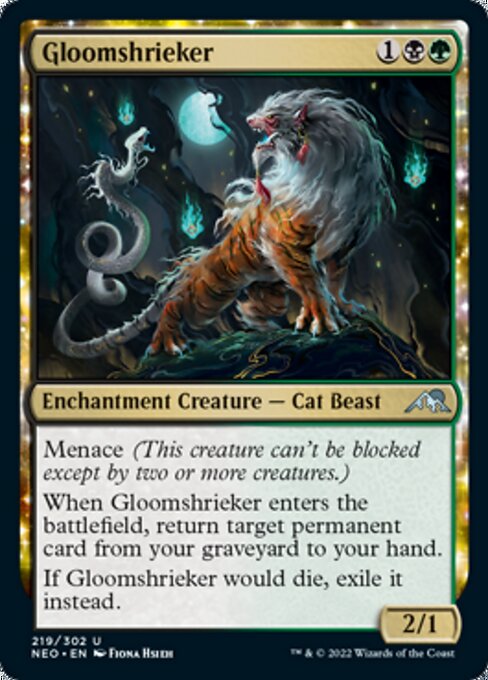 Gloomshrieker 1
Enchantment Creature — Cat Beast
Menace (This creature can't be blocked
except by two or more creatures.)
When Gloomshrieker enters the
battlefield, return target permanent
card from your graveyard to your hand.
If Gloomshrieker would die, exile it
instead.
2/1
219/302 U
NEO • EN Fiona Hsieh ™ & © 2022 Wizards of the Coast